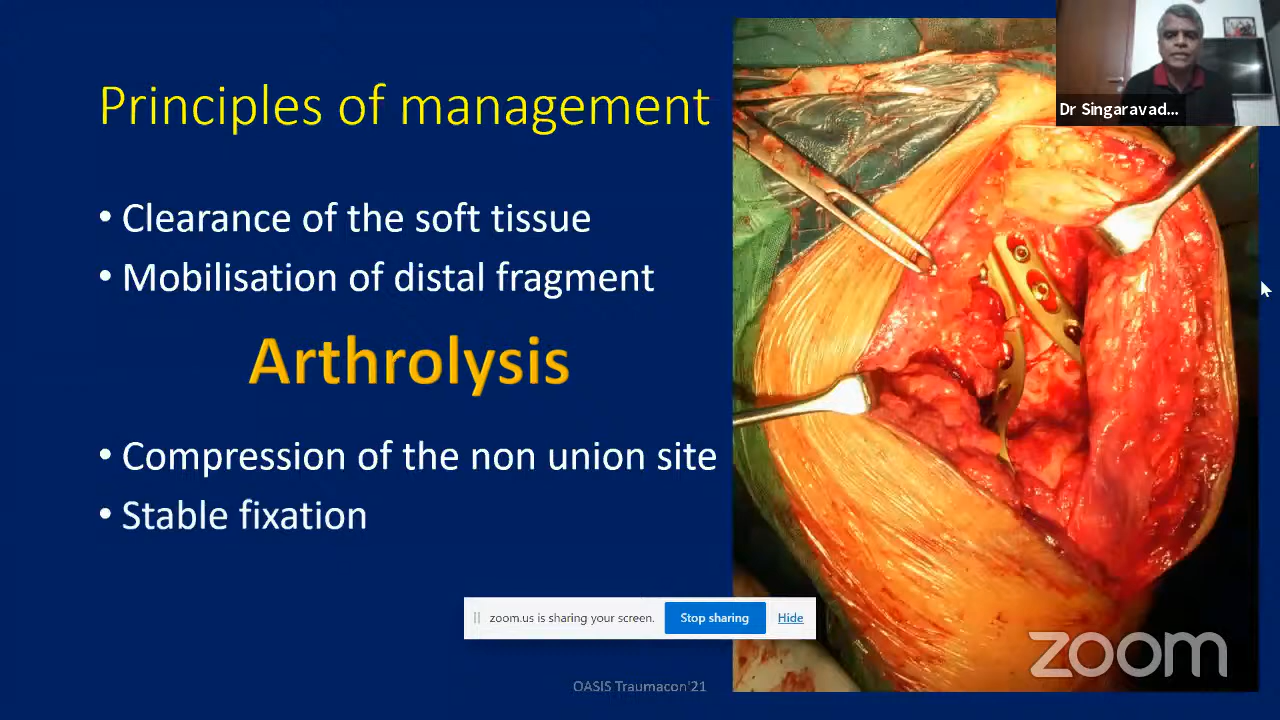 Principles of management
• Clearance of the soft tissue
• Mobilisation of distal fragment
Arthrolysis
• Compression of the non union site
• Stable fixation
Dr Singaravad...
zoom.us is sharing your screen.
Stop sharing
Hide
OASIS Traumacon'21
zoom